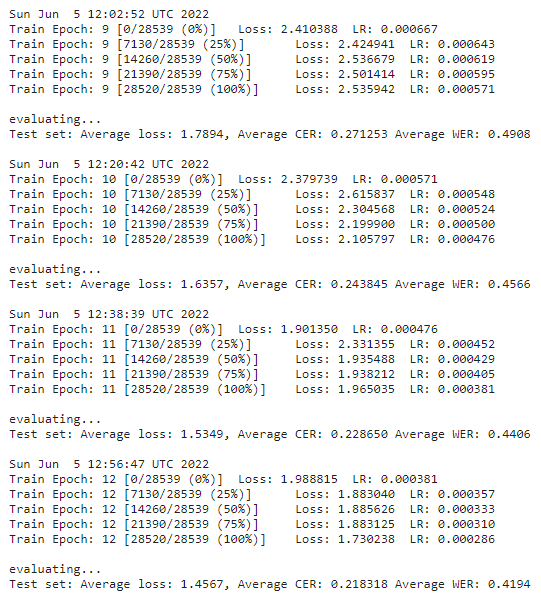 Sun Jun  5 12:02:52 UTC 2022
Train Epoch: 9 [0/28539 (0%)]	Loss: 2.410388	LR: 0.000667
Train Epoch: 9 [7130/28539 (25%)]	Loss: 2.424941	LR: 0.000643
Train Epoch: 9 [14260/28539 (50%)]	Loss: 2.536679	LR: 0.000619
Train Epoch: 9 [21390/28539 (75%)]	Loss: 2.501414	LR: 0.000595
Train Epoch: 9 [28520/28539 (100%)]	Loss: 2.535942	LR: 0.000571
evaluating...
Test set: Average loss: 1.7894, Average CER: 0.271253 Average WER: 0.4908
Sun Jun  5 12:20:42 UTC 2022
Train Epoch: 10 [0/28539 (0%)]	Loss: 2.379739	LR: 0.000571
Train Epoch: 10 [7130/28539 (25%)]	Loss: 2.615837	LR: 0.000548
Train Epoch: 10 [14260/28539 (50%)]	Loss: 2.304568	LR: 0.000524
Train Epoch: 10 [21390/28539 (75%)]	Loss: 2.199900	LR: 0.000500
Train Epoch: 10 [28520/28539 (100%)]	Loss: 2.105797	LR: 0.000476
evaluating...
Test set: Average loss: 1.6357, Average CER: 0.243845 Average WER: 0.4566
Sun Jun  5 12:38:39 UTC 2022
Train Epoch: 11 [0/28539 (0%)]	Loss: 1.901350	LR: 0.000476
Train Epoch: 11 [7130/28539 (25%)]	Loss: 2.331355	LR: 0.000452
Train Epoch: 11 [14260/28539 (50%)]	Loss: 1.935488	LR: 0.000429
Train Epoch: 11 [21390/28539 (75%)]	Loss: 1.938212	LR: 0.000405
Train Epoch: 11 [28520/28539 (100%)]	Loss: 1.965035	LR: 0.000381
evaluating...
Test set: Average loss: 1.5349, Average CER: 0.228650 Average WER: 0.4406
Sun Jun  5 12:56:47 UTC 2022
Train Epoch: 12 [0/28539 (0%)]	Loss: 1.988815	LR: 0.000381
Train Epoch: 12 [7130/28539 (25%)]	Loss: 1.883040	LR: 0.000357
Train Epoch: 12 [14260/28539 (50%)]	Loss: 1.885626	LR: 0.000333
Train Epoch: 12 [21390/28539 (75%)]	Loss: 1.883125	LR: 0.000310
Train Epoch: 12 [28520/28539 (100%)]	Loss: 1.730238	LR: 0.000286
evaluating...
Test set: Average loss: 1.4567, Average CER: 0.218318 Average WER: 0.4194